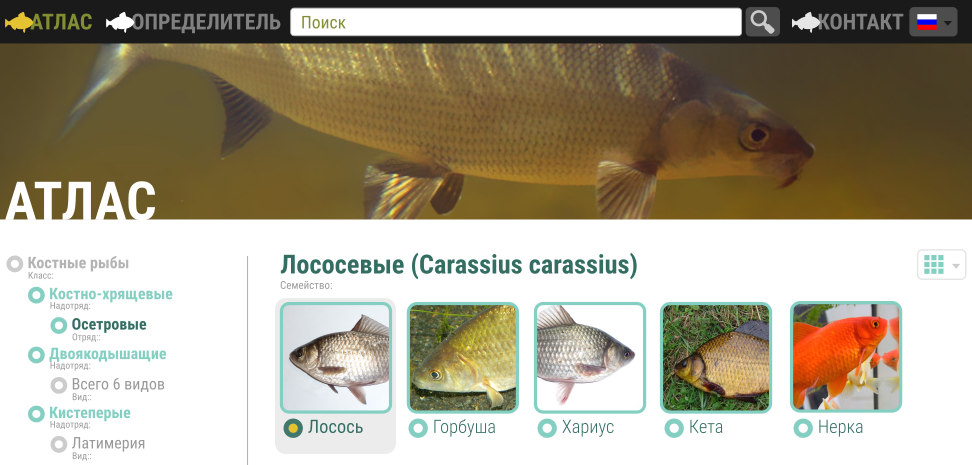 АТЛАС ОПРЕДЕЛИТЕЛЬ Поиск КОНТАКТ
АТЛАС
Костные рыбы
Класс:
Костно-хрящевые
Надотряд:
Осетровые
Отряд::
Двоякодышащие
Надотряд:
Всего 6 видов
Вид::
Кистеперые
Надотряд:
Латимерия
Вид::
Лососевые (Carassius carassius)
Семейство:
Лосось Горбуша Хариус Кета Нерка